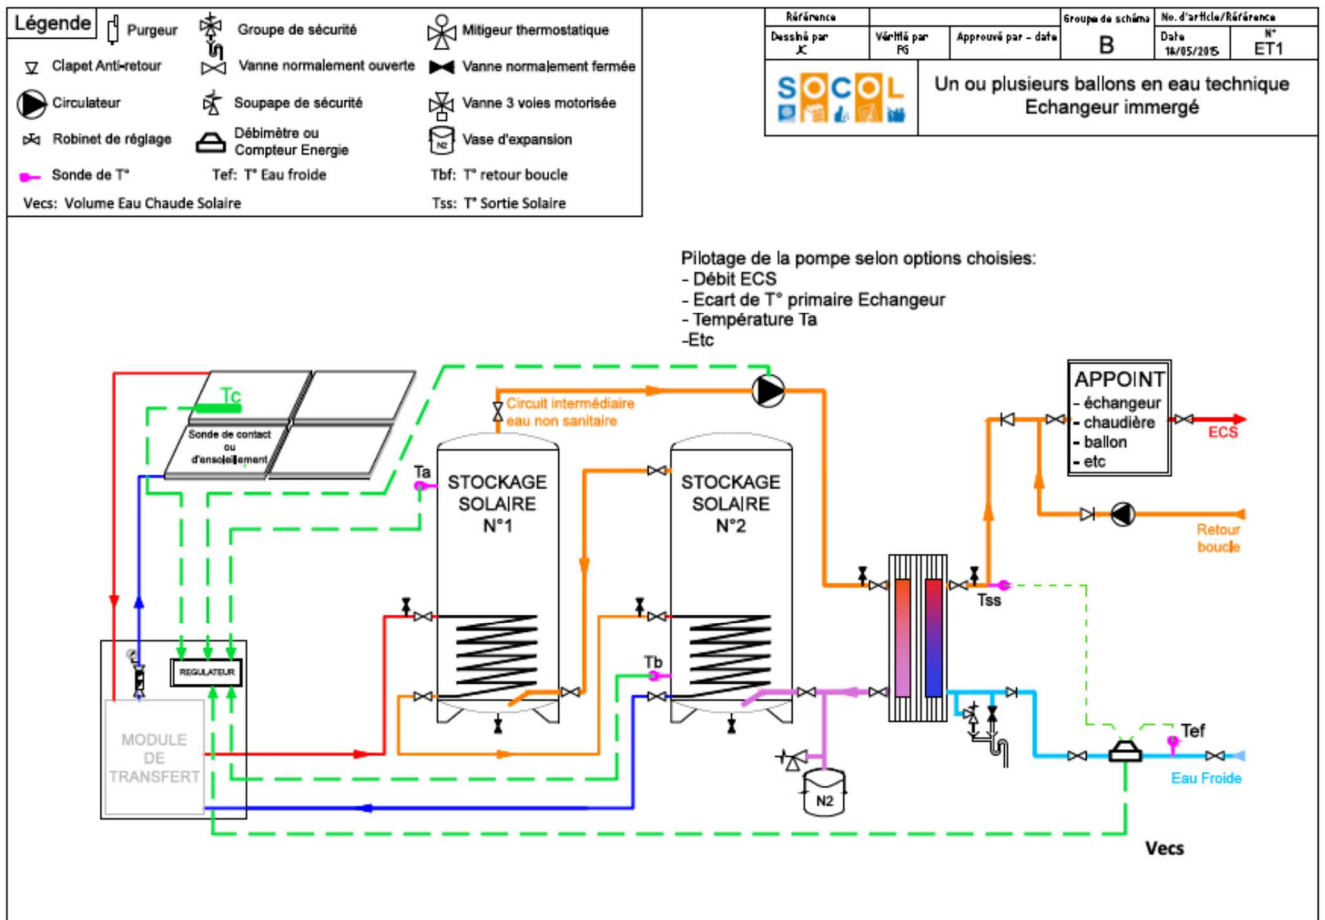 Légende
Purgeur
Groupe de sécurité
Mitigeur thermostatique
Clapet Anti-retour
Vanne normalement ouverte
Vanne normalement fermée
Circulateur
Soupape de sécurité
Vanne 3 voies motorisée
Robinet de réglage
Débimètre ou
Compteur Energie
N2
Vase d'expansion
Sonde de T°
Tef: T° Eau froide
Tbf: T° retour boucle
Vecs: Volume Eau Chaude Solaire
Tss: T° Sortie Solaire
Référence
Groupe de schéma
No. d'article/Référence
Dessiné par
JC
Vérifié par
FG
Approuvé par - date
B
Date
18/05/2015
N°
ET1
SOCOL
Un ou plusieurs ballons en eau technique
Echangeur immergé
Pilotage de la pompe selon options choisies:
- Débit ECS
- Ecart de T° primaire Echangeur
- Température Ta
-Etc
Tc
Sonde de contact
ou
d'ensoleillement
Circuit intermédiaire
eau non sanitaire
APPOINT
- échangeur
- chaudière
- ballon
- etc
ECS
Ta
STOCKAGE
SOLAIRE
N°1
STOCKAGE
SOLAIRE
N°2
Retour
boucle
Tss
REGULATEUR
Tb
MODULE
DE
TRANSFERT
Tef
Eau Froide
N2
Vecs